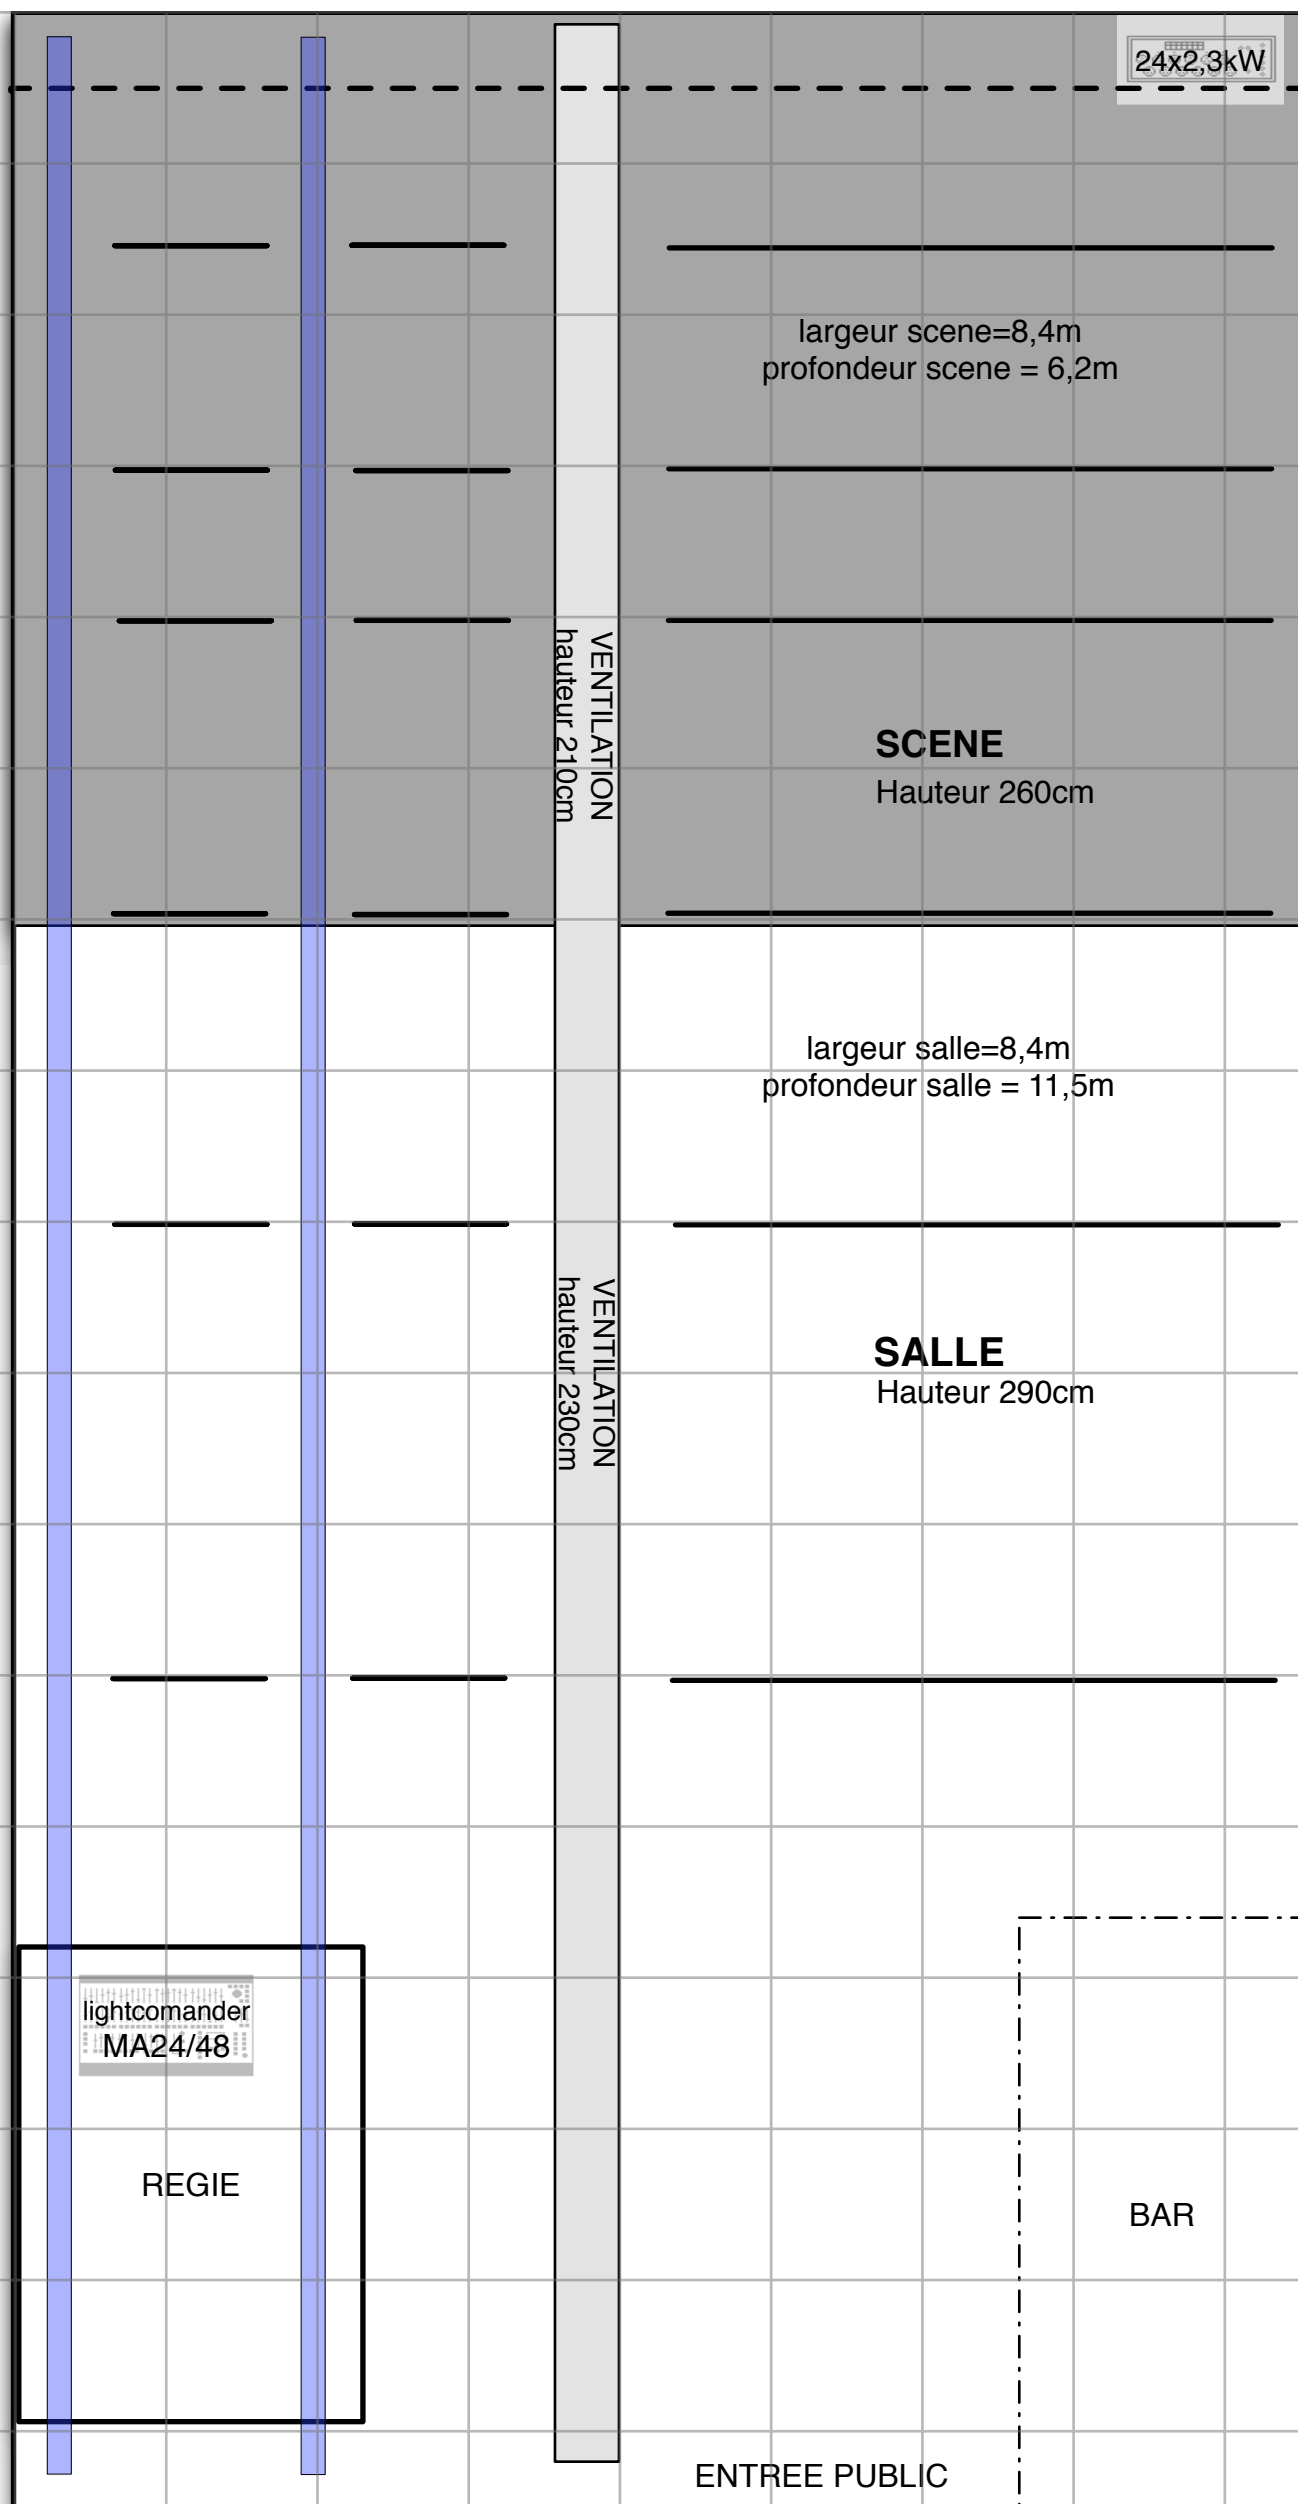 24x2,3kW
largeur scene=8,4m
profondeur scene = 6,2m
VENTILATION
hauteur 210cm
SCENE
Hauteur 260cm
largeur salle=8,4m
profondeur salle = 11,5m
VENTILATION
hauteur 230cm
SALLE
Hauteur 290cm
lightcomander
MA24/48
REGIE
BAR
ENTREE PUBLIC